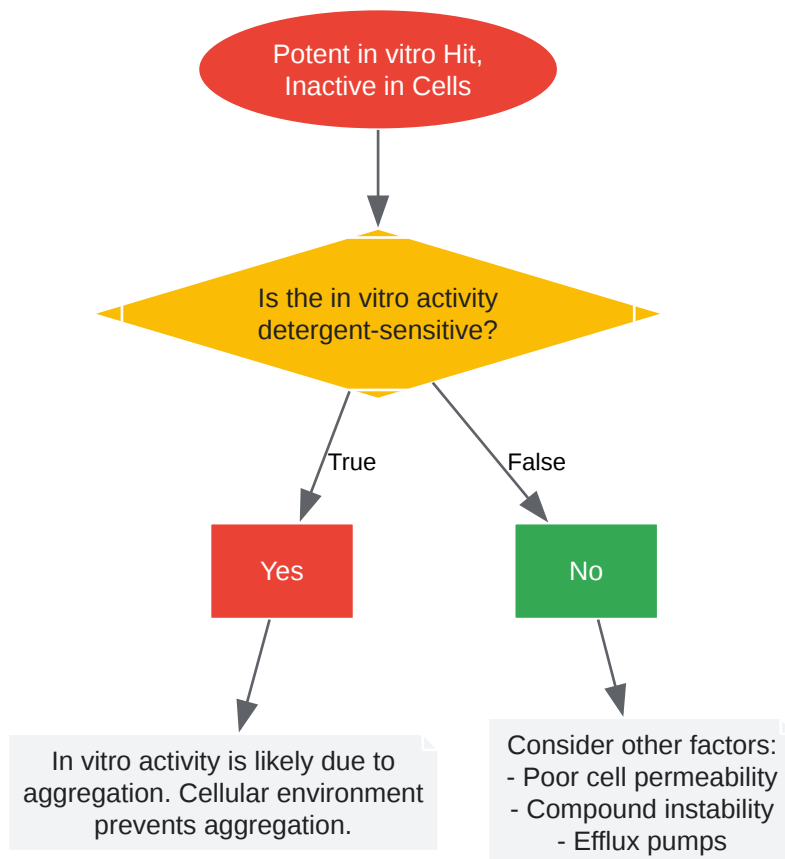 Potent in vitro Hit,
Inactive in Cells
Is the in vitro activity
detergent-sensitive?
True
False
Yes
No
In vitro activity is likely due to
aggregation. Cellular environment
prevents aggregation.
Consider other factors:
- Poor cell permeability
- Compound instability
- Efflux pumps